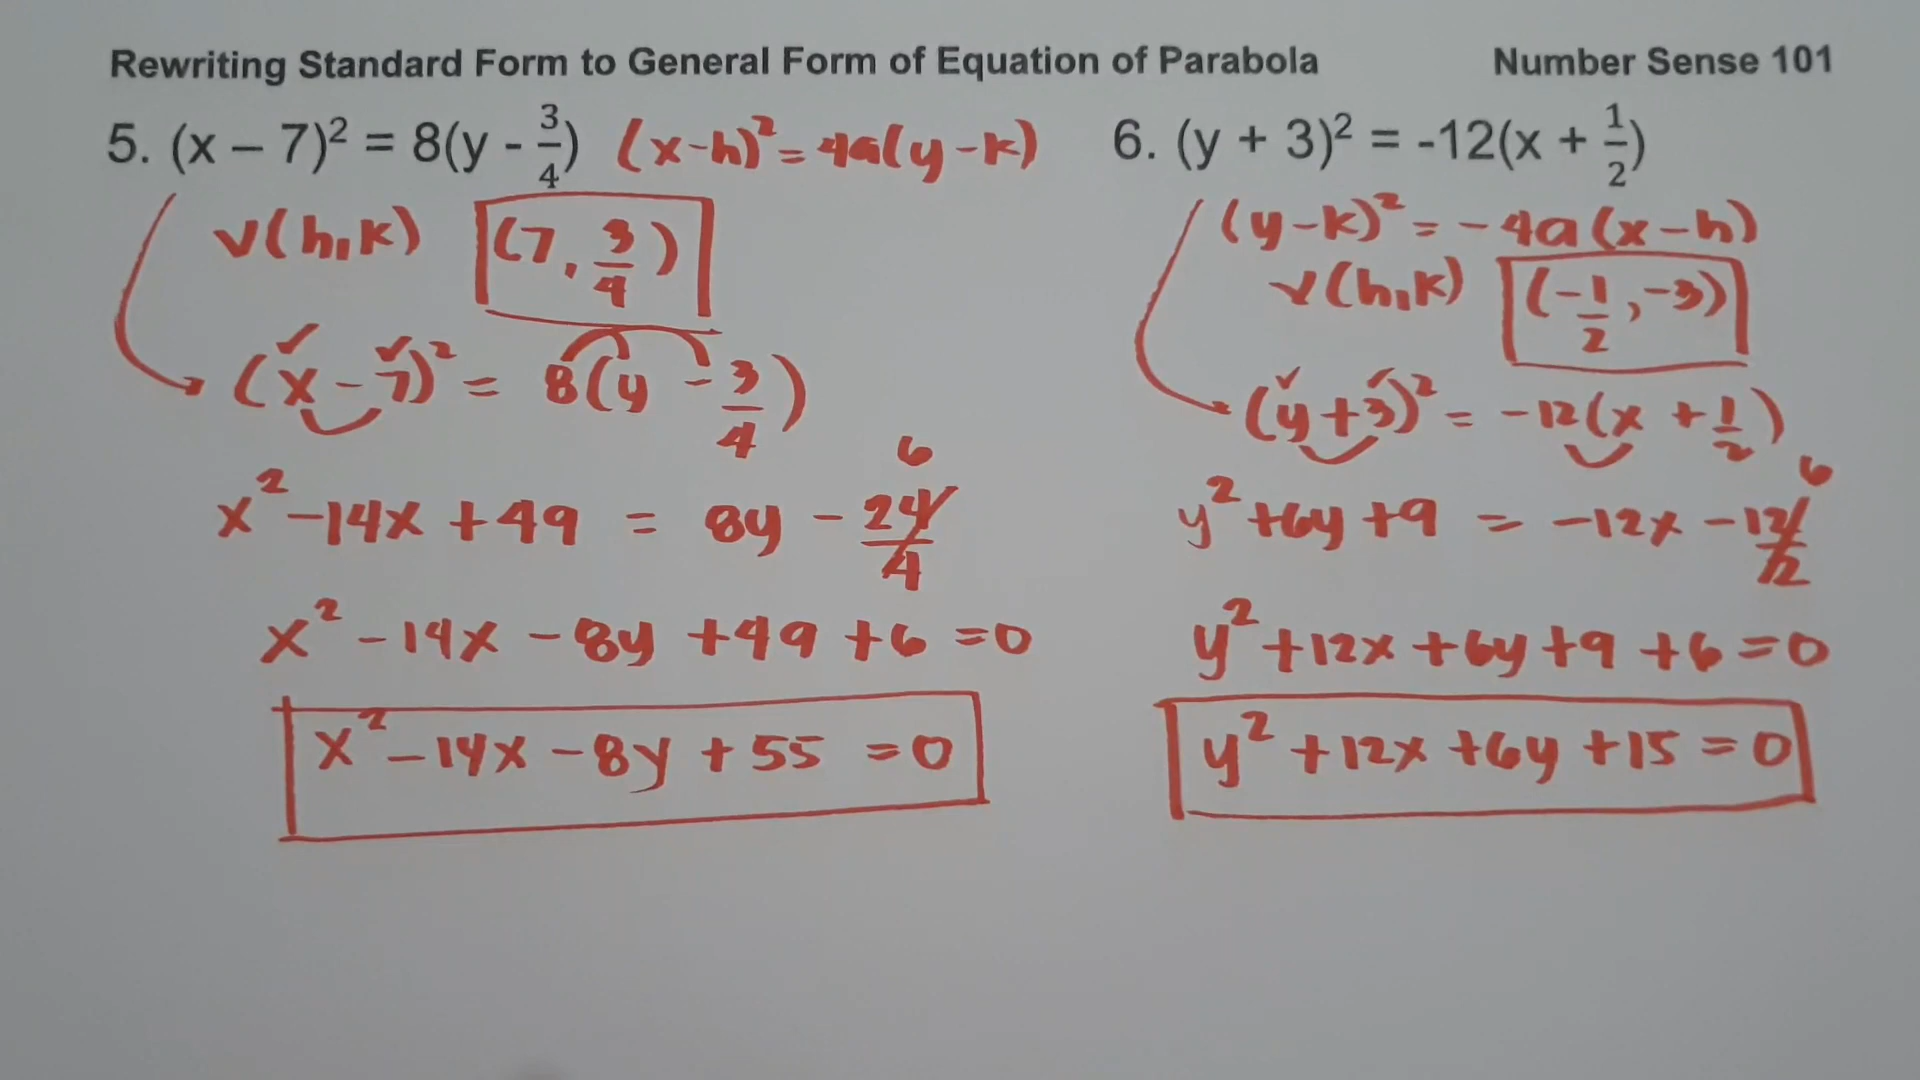 Rewriting Standard Form to General Form of Equation of Parabola Number Sense 101
5. (x – 7)² = 8(y - 3/4) (x-h)² = 4a(y-k)
V(h,k) (7, 3/4)
(x-7)² = 8(y - 3/4)
6
x² -14x +49 = 8y - 24/4
x² -14x -8y +49 +6 =0
x² -14x -8y +55 =0
6. (y + 3)² = -12(x + 1/2)
(y-k)² = -4a(x-h)
V(h,k) (-1/2, -3)
(y+3)² = -12(x + 1/2)
6
y² +6y +9 = -12x -12/2
y² +12x +6y +9 +6 =0
y² +12x +6y +15 =0